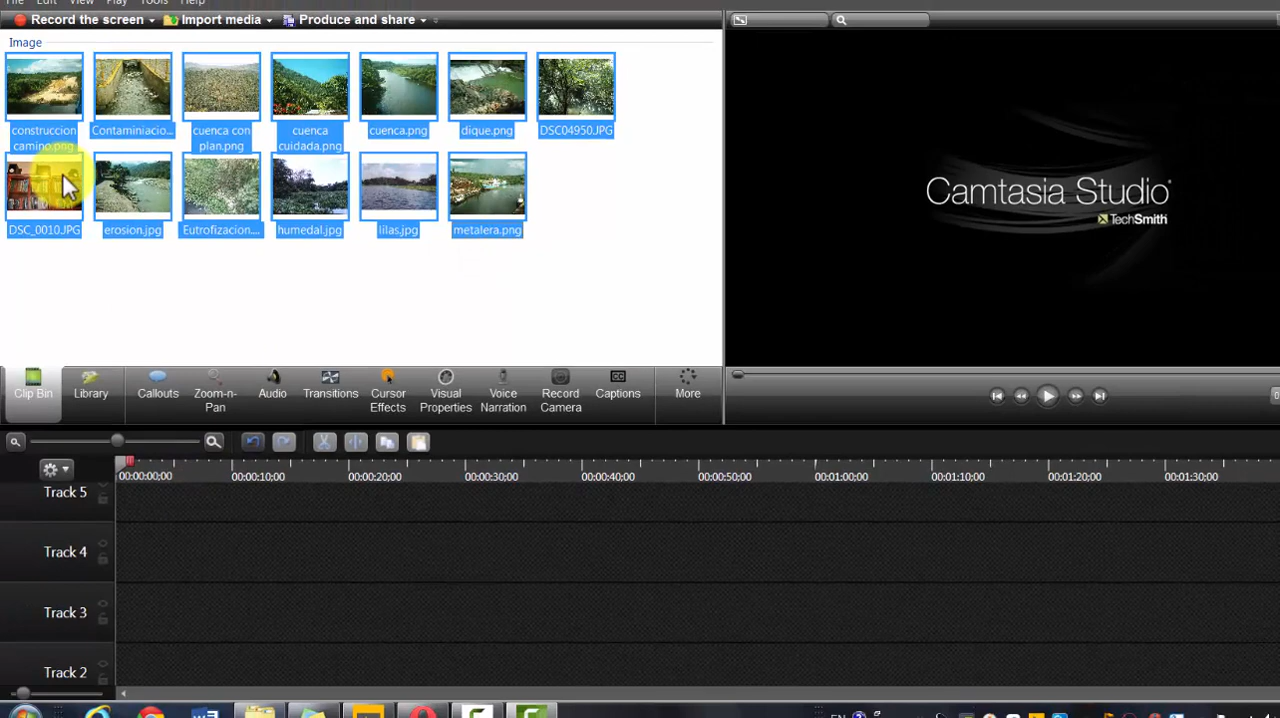 File Edit View Play Tools Help
Record the screen Import media Produce and share
Image
construccion camino.png
Contaminiacio...
cuenca con plan.png
cuenca cuidada.png
cuenca.png
dique.png
DSC04950.JPG
DSC_0010.JPG
erosion.jpg
Eutrofizacion....
humedal.jpg
lilas.jpg
metalera.png
Camtasia Studio®
TechSmith
Clip Bin
Library
Callouts
Zoom-n-Pan
Audio
Transitions
Cursor Effects
Visual Properties
Voice Narration
Record Camera
CC
Captions
More
00:00:00;00 00:00:10;00 00:00:20;00 00:00:30;00 00:00:40;00 00:00:50;00 00:01:00;00 00:01:10;00 00:01:20;00 00:01:30;00
Track 5
Track 4
Track 3
Track 2
EN